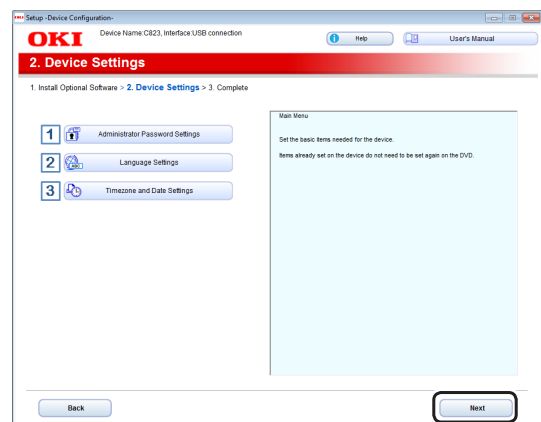 OKI Setup -Device Configuration-
OKI
Device Name:C823, Interface:USB connection
Help
User's Manual
2. Device Settings
1. Install Optional Software > 2. Device Settings > 3. Complete
1 Administrator Password Settings
2 Language Settings
3 Timezone and Date Settings
Main Menu
Set the basic items needed for the device.
Items already set on the device do not need to be set again on the DVD.
Back
Next